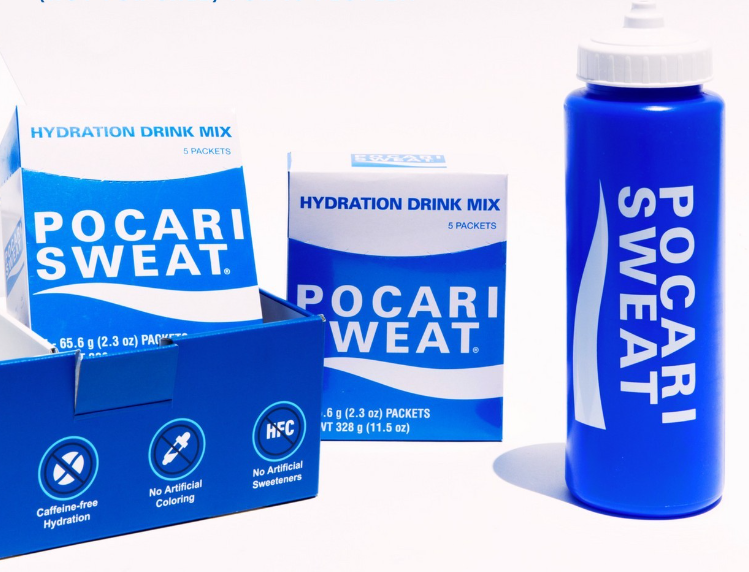 HYDRATION DRINK MIX
5 PACKETS
POCARI
SWEAT®
65.6 g (2.3 oz) PACKETS
Caffeine-free
Hydration
No Artificial
Coloring
HFC
No Artificial
Sweeteners
POCARI
SWEAT
HYDRATION DRINK MIX
5 PACKETS
POCARI
WEAT®
.6 g (2.3 oz) PACKETS
WT 328 g (11.5 oz)
POCARI
SWEAT